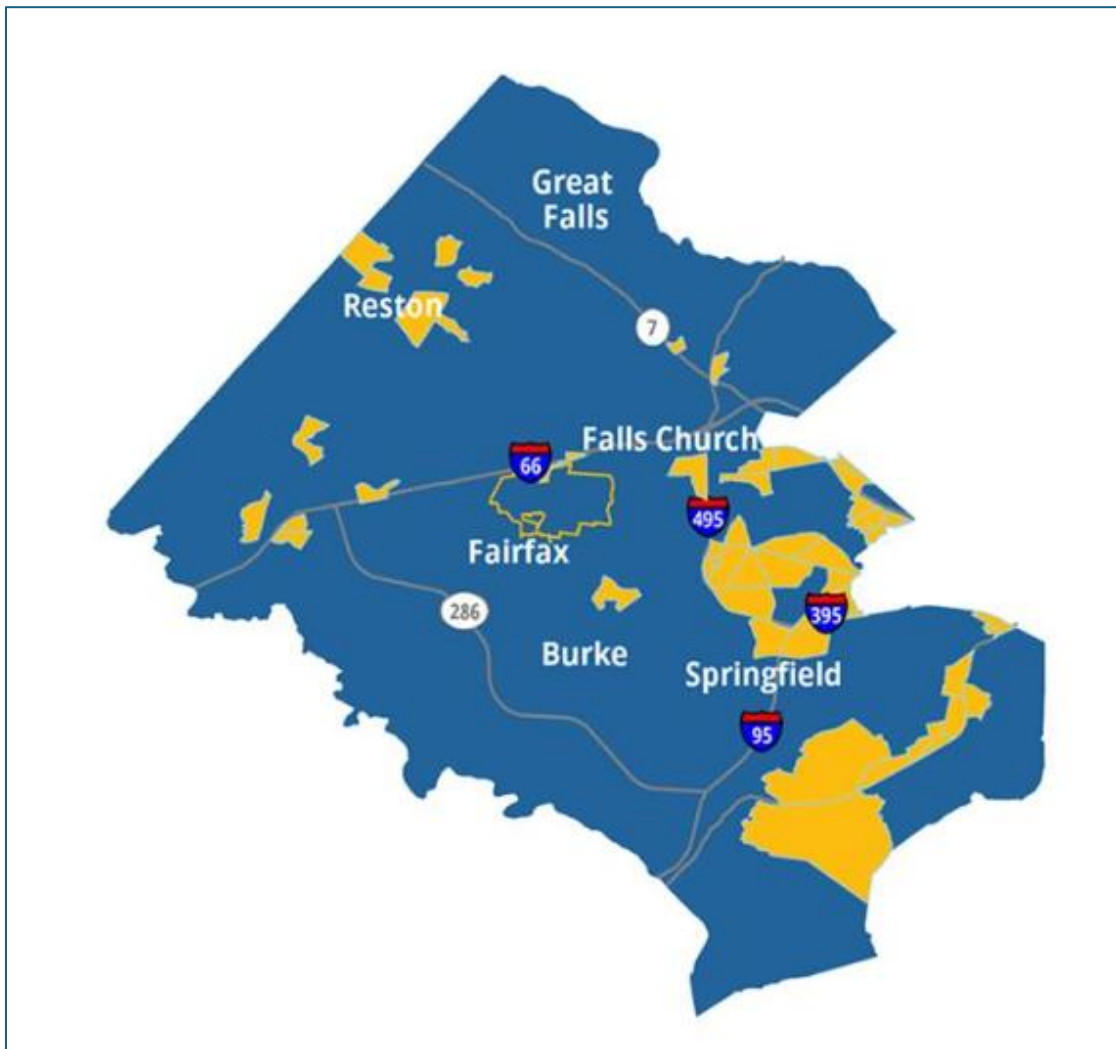 Great
Falls
Reston
7
Falls Church
66
495
Fairfax
286
395
Burke
Springfield
95